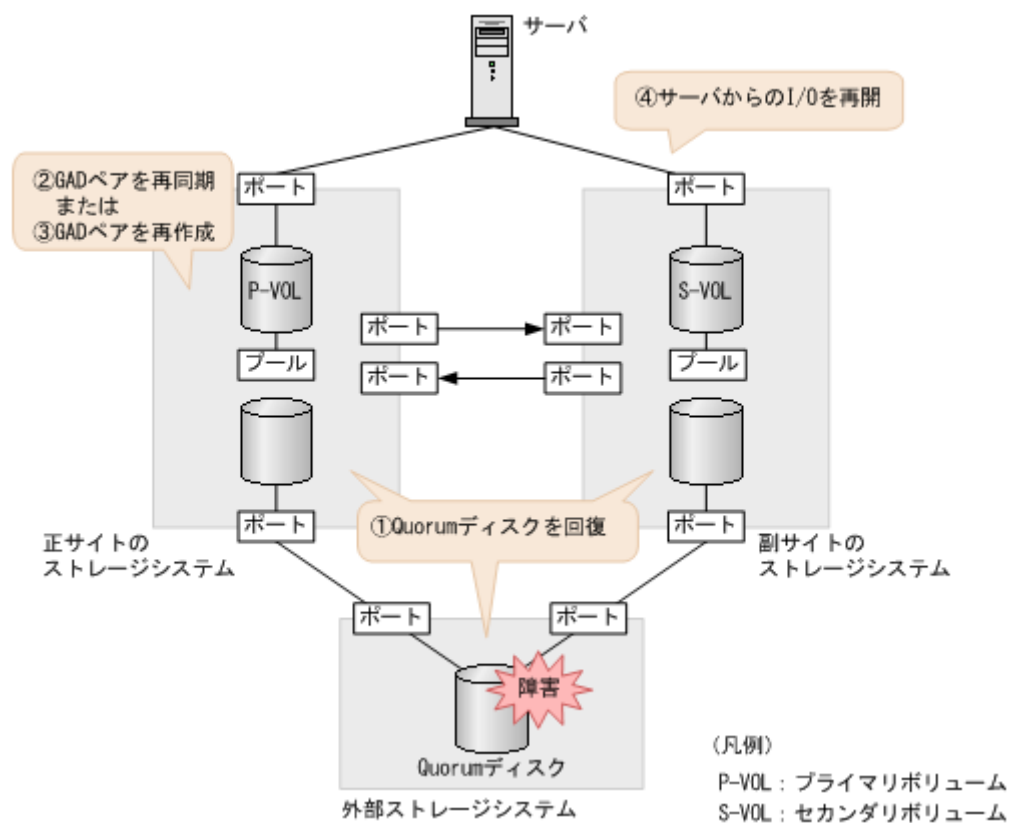 サーバ
④サーバからのI/Oを再開
②GADペアを再同期
または
③GADペアを再作成
ポート
ポート
P-VOL
S-VOL
ポート
ポート
プール
プール
ポート
ポート
①Quorumディスクを回復
ポート
ポート
正サイトの
ストレージシステム
副サイトの
ストレージシステム
ポート
ポート
障害
Quorumディスク
外部ストレージシステム
(凡例)
P-VOL：プライマリボリューム
S-VOL：セカンダリボリューム